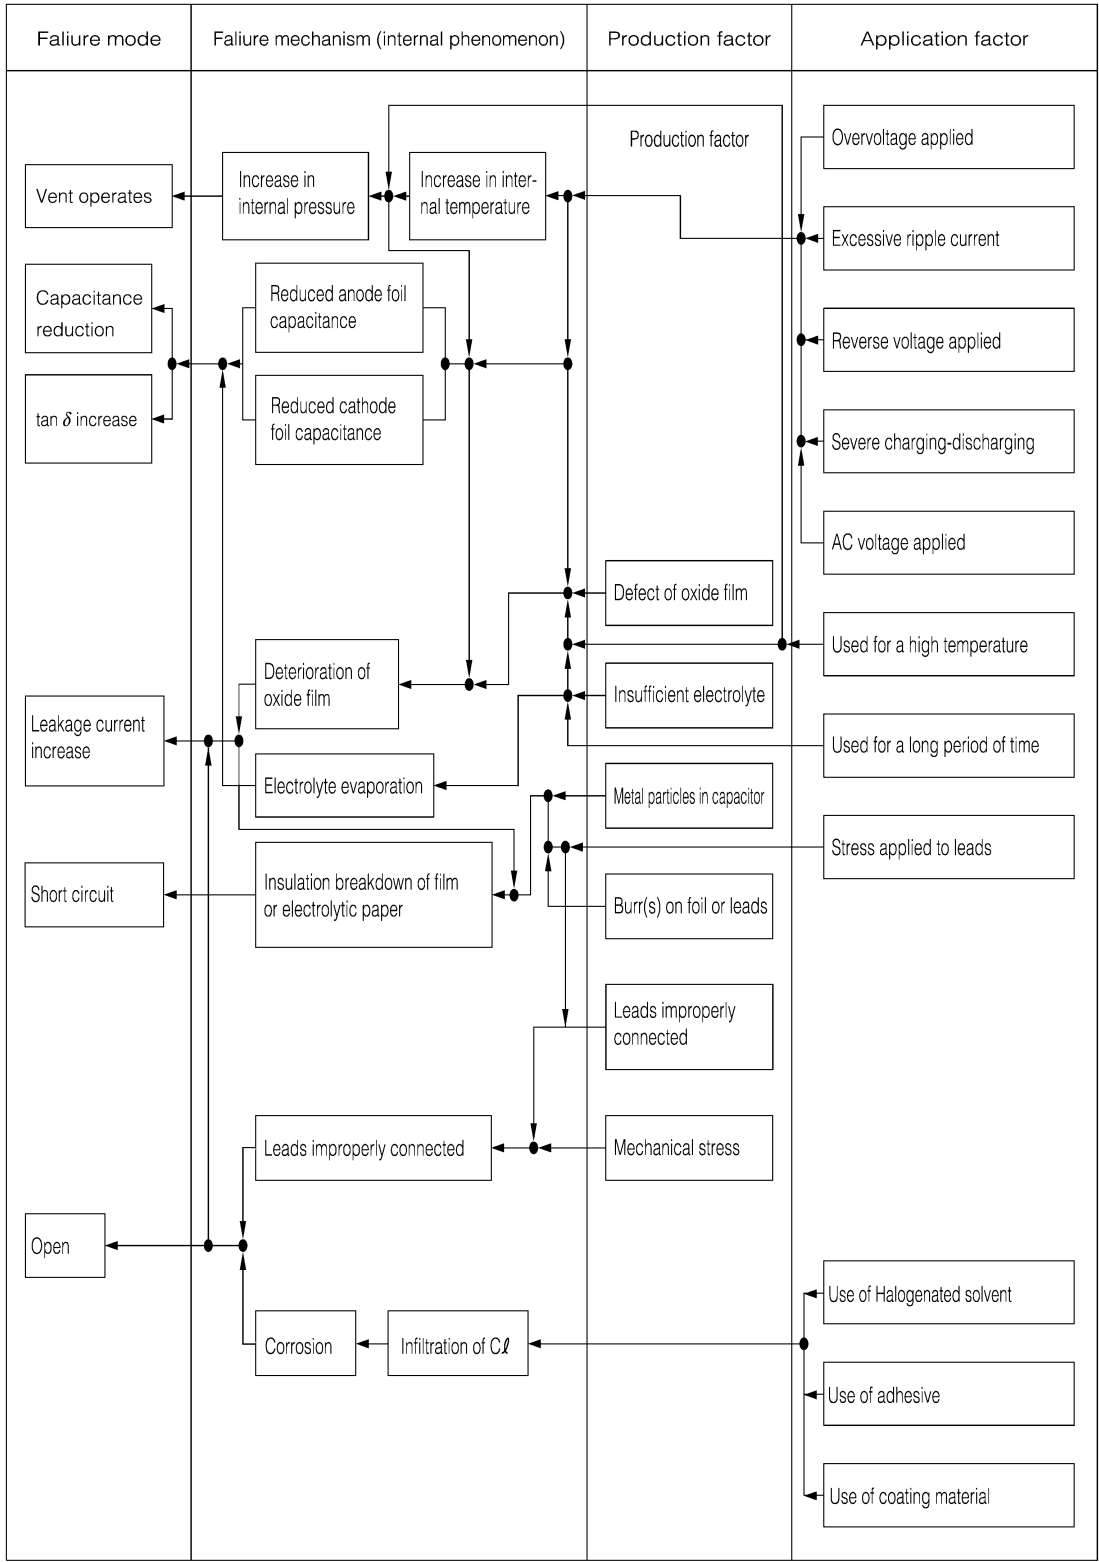 Faliure mode
Faliure mechanism (internal phenomenon)
Production factor
Application factor
Production factor
Overvoltage applied
Vent operates
Increase in
internal pressure
Increase in inter-
nal temperature
Excessive ripple current
Capacitance
reduction
Reduced anode foil
capacitance
Reverse voltage applied
tan δ increase
Reduced cathode
foil capacitance
Severe charging-discharging
AC voltage applied
Defect of oxide film
Used for a high temperature
Deterioration of
oxide film
Insufficient electrolyte
Leakage current
increase
Used for a long period of time
Electrolyte evaporation
Metal particles in capacitor
Stress applied to leads
Short circuit
Insulation breakdown of film
or electrolytic paper
Burr(s) on foil or leads
Leads improperly
connected
Leads improperly connected
Mechanical stress
Open
Use of Halogenated solvent
Corrosion
Infiltration of Cℓ
Use of adhesive
Use of coating material